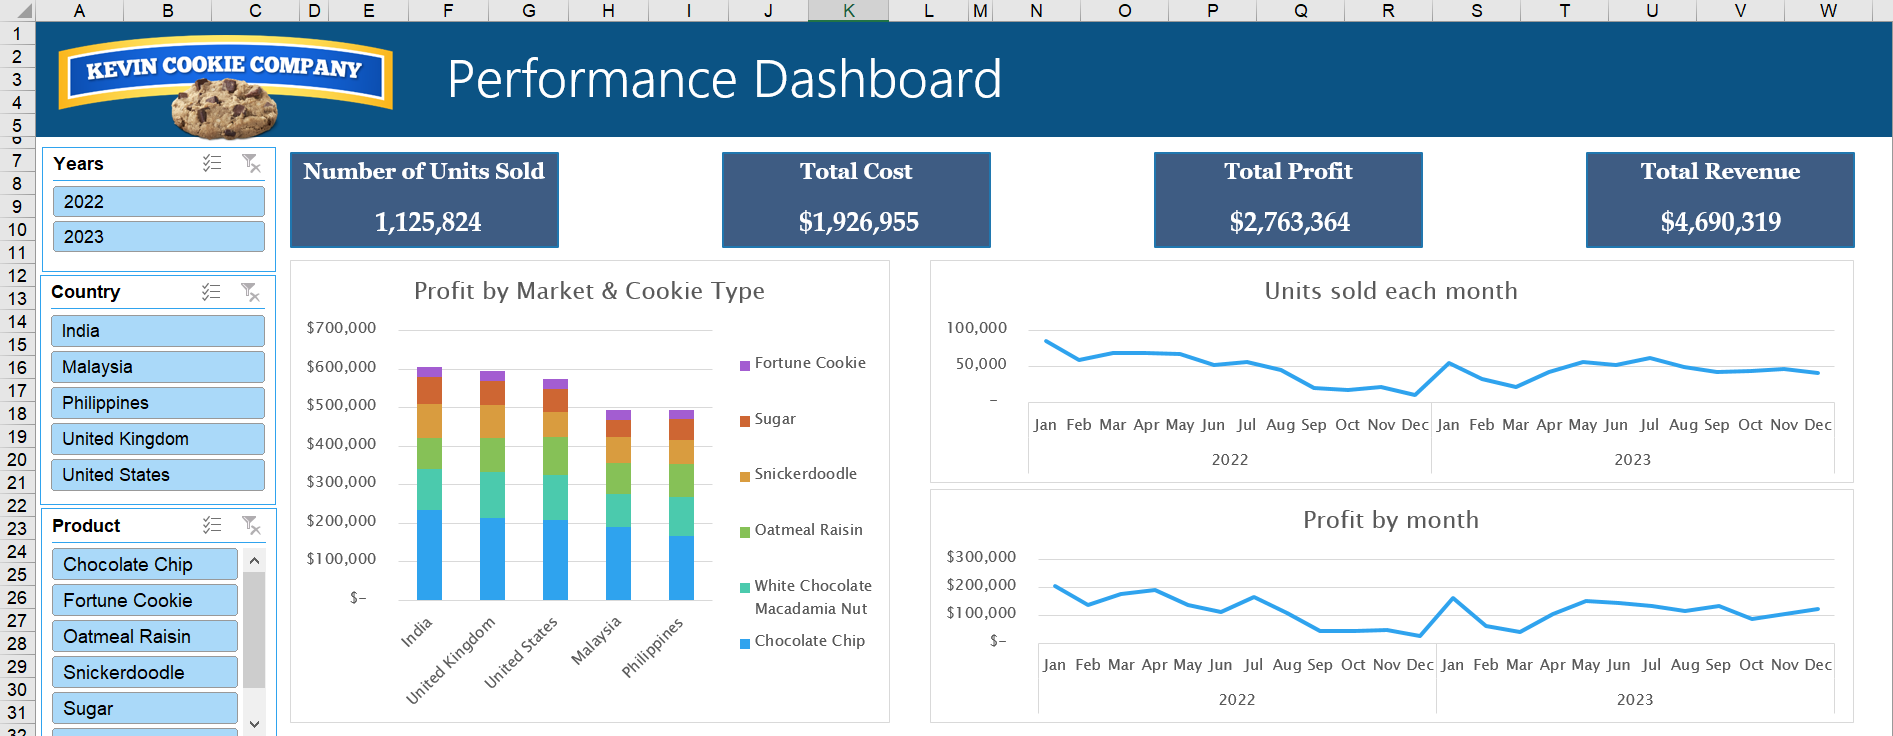 A B C D E F G H I J K L M N O P Q R S T U V W
1
2
3
4
5
6
7
8
9
10
11
12
13
14
15
16
17
18
19
20
21
22
23
24
25
26
27
28
29
30
31
32
KEVIN COOKIE COMPANY
Performance Dashboard
Years
2022
2023
Country
India
Malaysia
Philippines
United Kingdom
United States
Product
Chocolate Chip
Fortune Cookie
Oatmeal Raisin
Snickerdoodle
Sugar
Number of Units Sold
1,125,824
Total Cost
$1,926,955
Total Profit
$2,763,364
Total Revenue
$4,690,319
Profit by Market & Cookie Type
$700,000
$600,000
$500,000
$400,000
$300,000
$200,000
$100,000
$–
India
United Kingdom
United States
Malaysia
Philippines
Fortune Cookie
Sugar
Snickerdoodle
Oatmeal Raisin
White Chocolate
Macadamia Nut
Chocolate Chip
Units sold each month
100,000
50,000
–
Jan Feb Mar Apr May Jun Jul Aug Sep Oct Nov Dec Jan Feb Mar Apr May Jun Jul Aug Sep Oct Nov Dec
2022 2023
Profit by month
$300,000
$200,000
$100,000
$–
Jan Feb Mar Apr May Jun Jul Aug Sep Oct Nov Dec Jan Feb Mar Apr May Jun Jul Aug Sep Oct Nov Dec
2022 2023